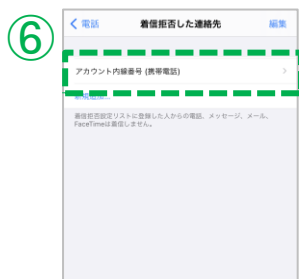 ⑥
く 電話 着信拒否した連絡先 編集
アカウント内線番号 (携帯電話) >
新規追加...
着信拒否設定リストに登録した人からの電話、メッセージ、メール、
FaceTimeは着信しません。